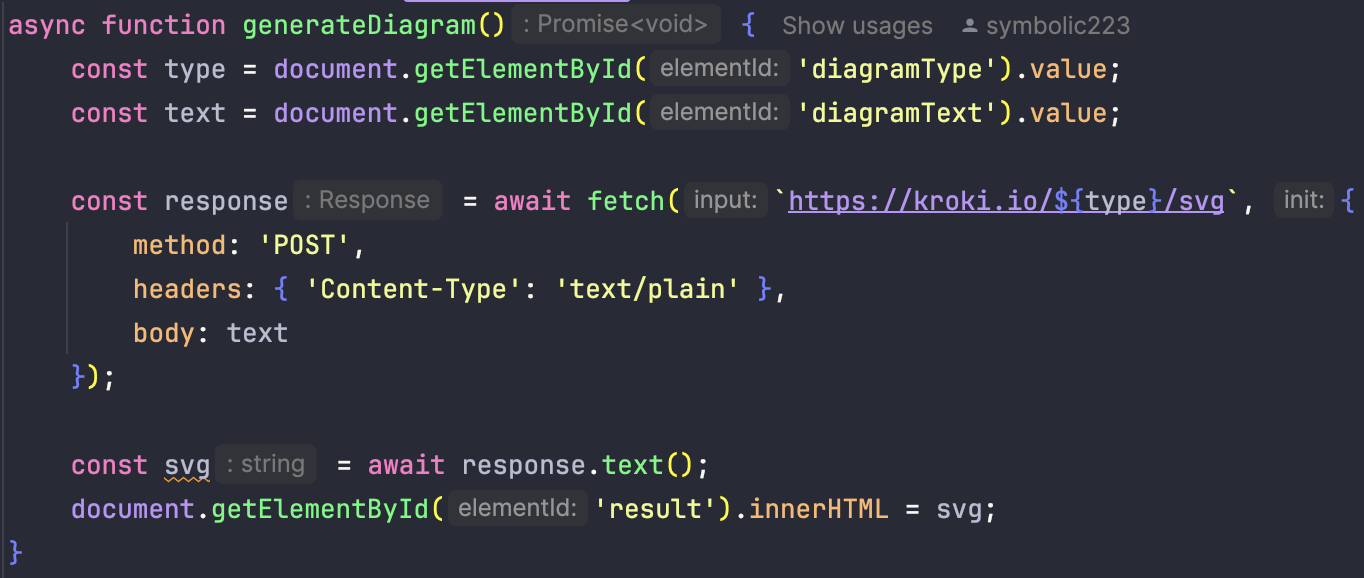 async function generateDiagram() : Promise<void> { Show usages symbolic223
const type = document.getElementById( elementId: 'diagramType').value;
const text = document.getElementById( elementId: 'diagramText').value;
const response : Response = await fetch( input: `https://kroki.io/${type}/svg`, init: {
method: 'POST',
headers: { 'Content-Type': 'text/plain' },
body: text
});
const svg : string = await response.text();
document.getElementById( elementId: 'result').innerHTML = svg;
}